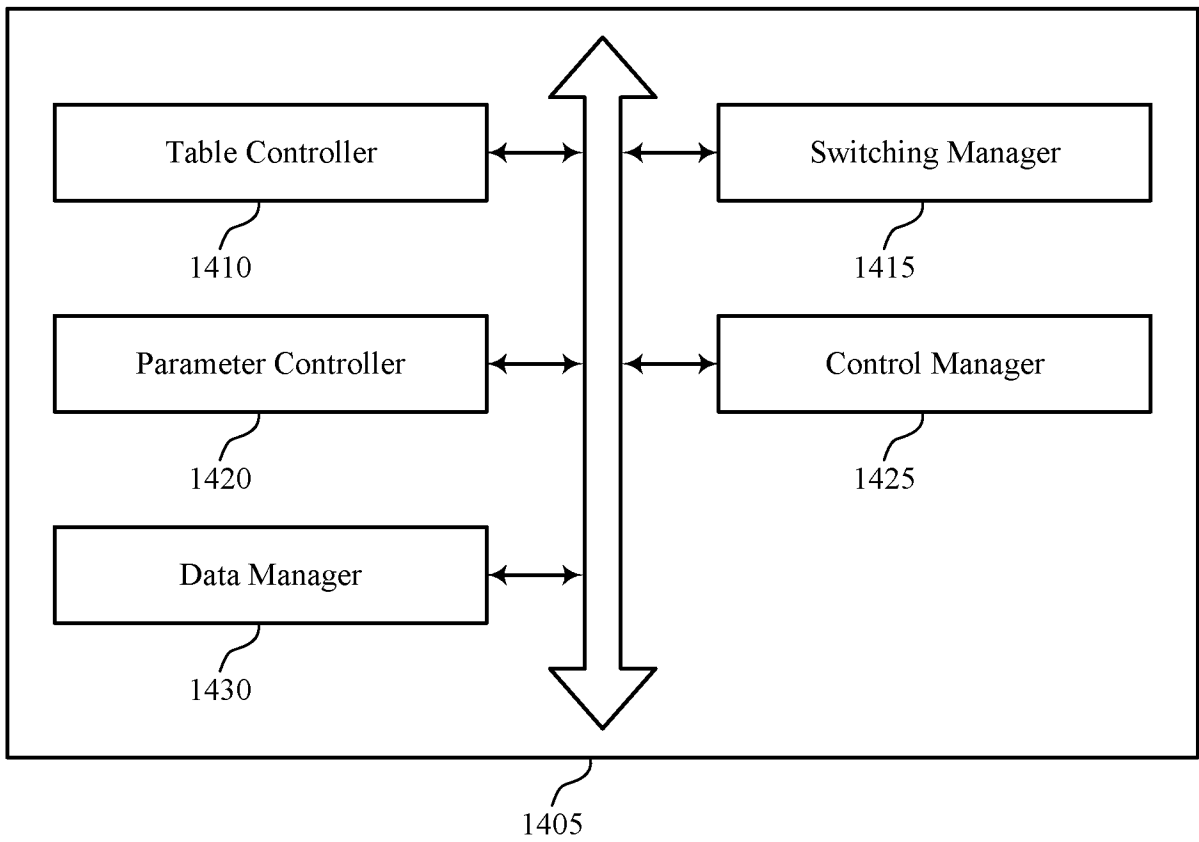 Table Controller
1410
Switching Manager
1415
Parameter Controller
1420
Control Manager
1425
Data Manager
1430
1405